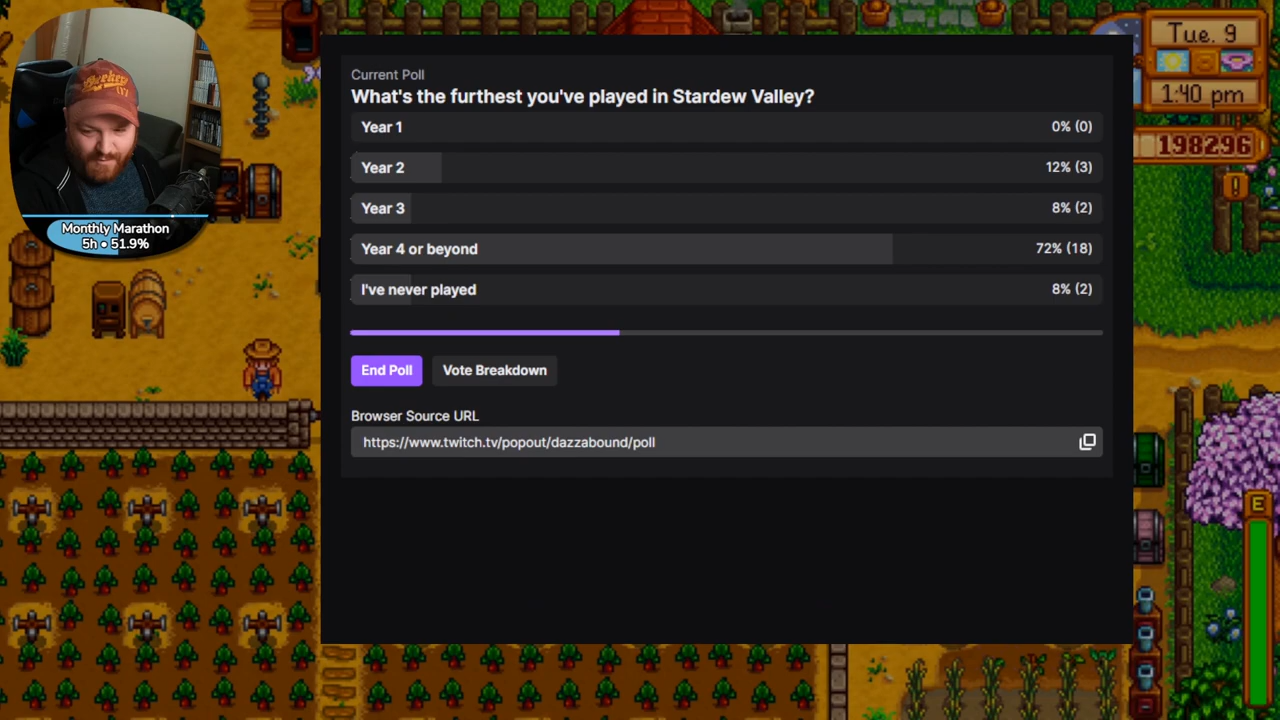 Tue. 9
1:40 pm
198296
Current Poll
What's the furthest you've played in Stardew Valley?
Year 1 0% (0)
Year 2 12% (3)
Year 3 8% (2)
Year 4 or beyond 72% (18)
I've never played 8% (2)
End Poll Vote Breakdown
Browser Source URL
https://www.twitch.tv/popout/dazzabound/poll
Monthly Marathon
5h • 51.9%
E